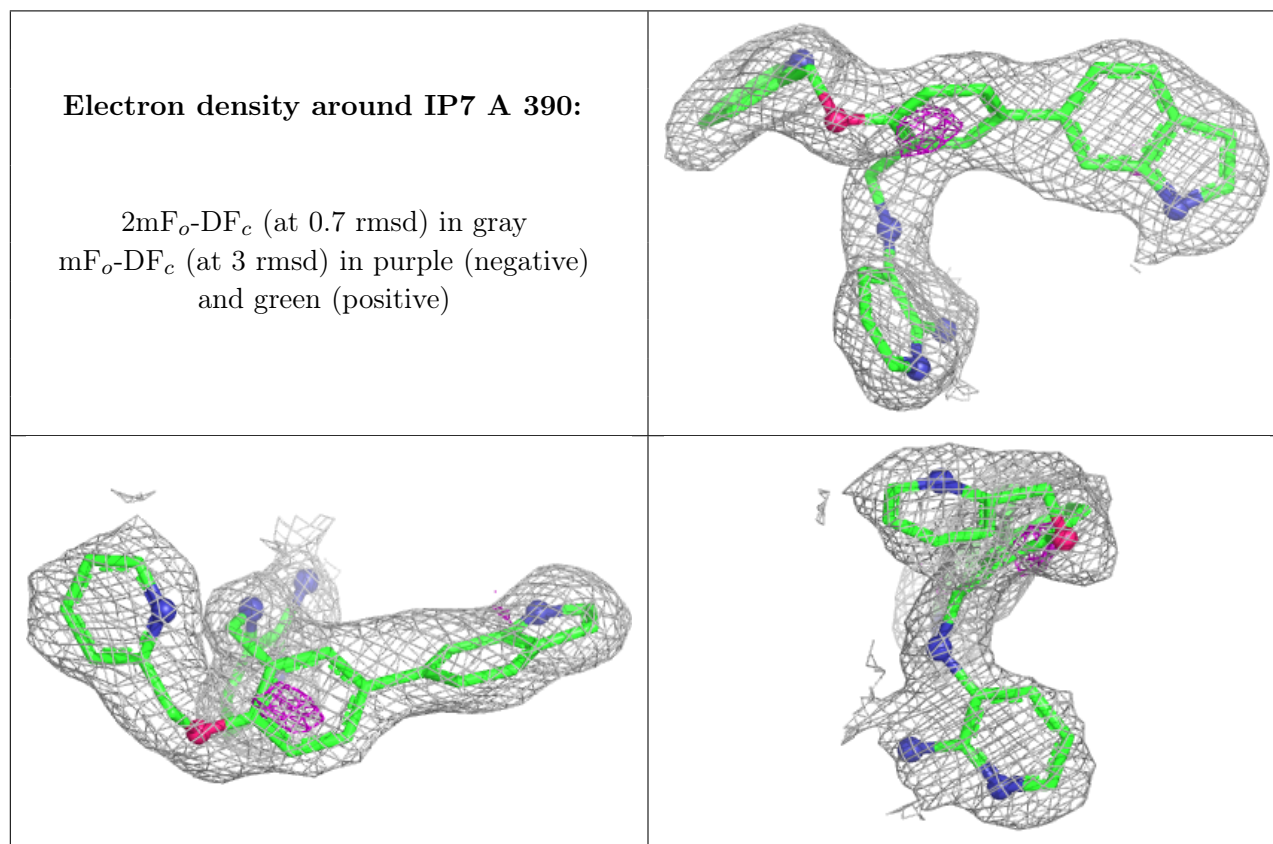 Electron density around IP7 A 390:
2mFₒ-DF𝑐 (at 0.7 rmsd) in gray
mFₒ-DF𝑐 (at 3 rmsd) in purple (negative)
and green (positive)